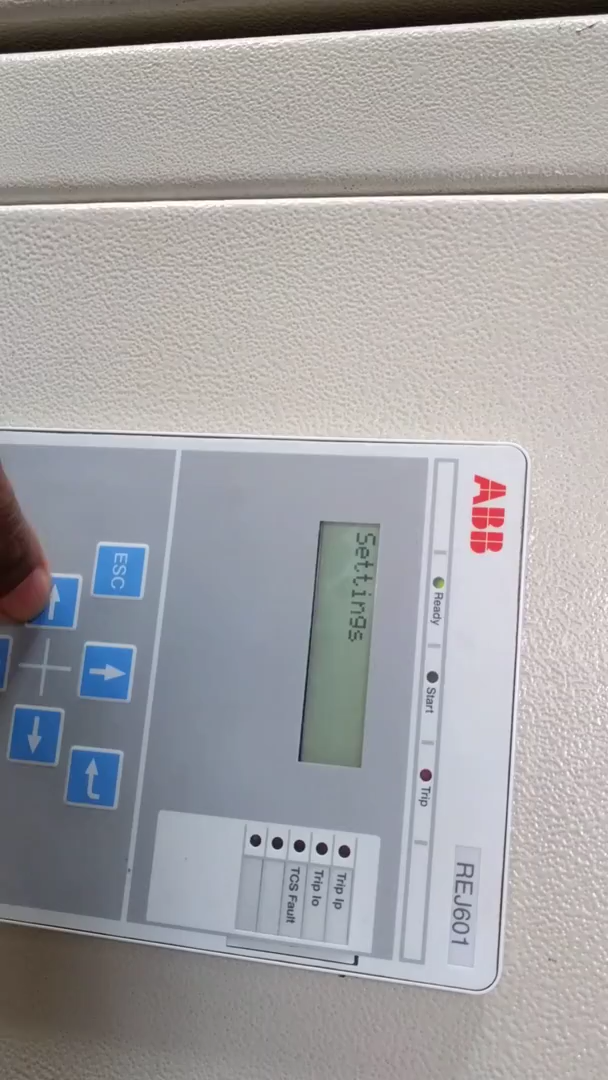 ABB
REJ601
Ready
Start
Trip
Settings
Trip Ip
Trip Io
TCS Fault
ESC